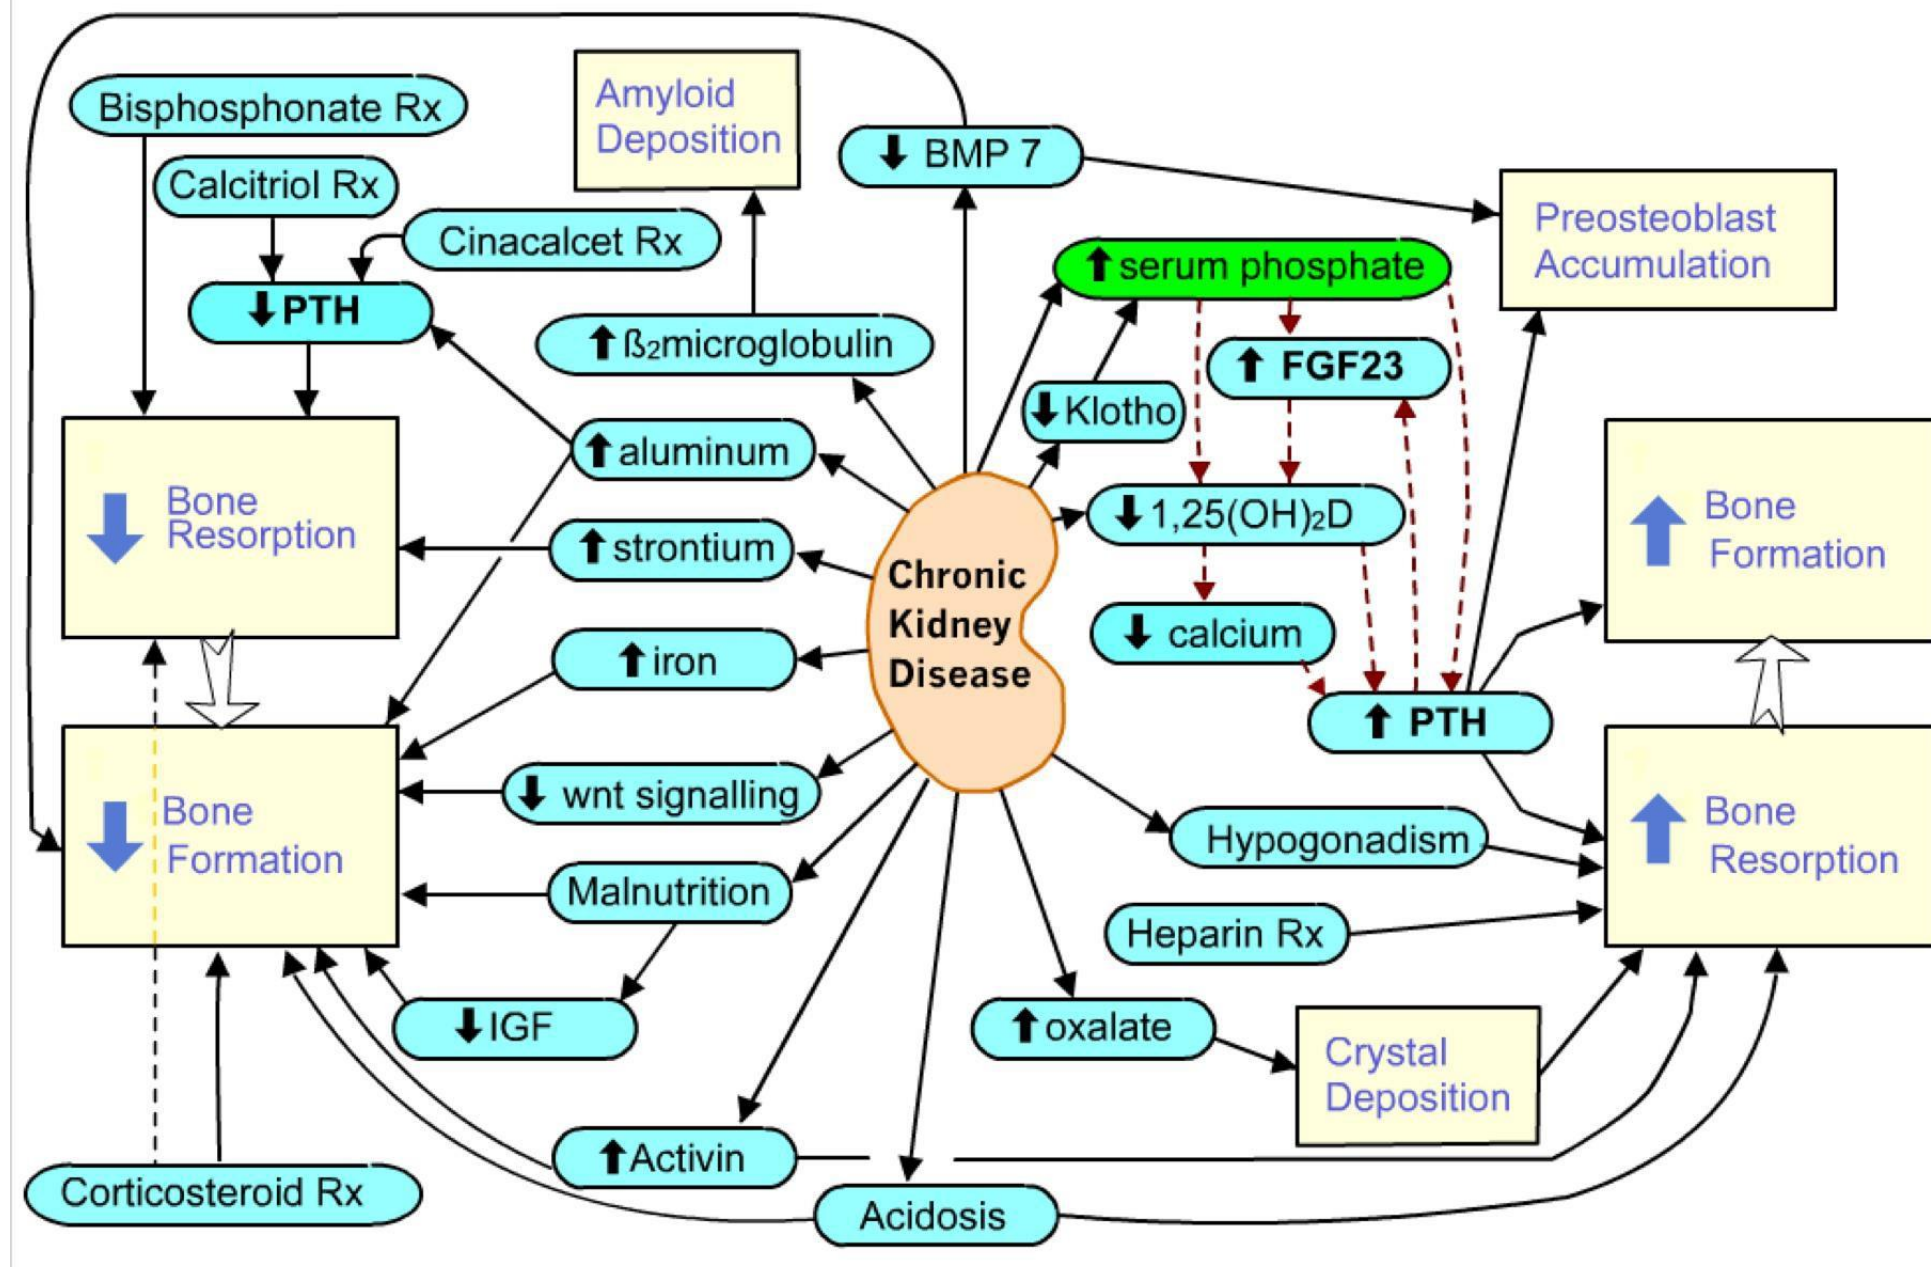 Bisphosphonate Rx
Calcitriol Rx
Cinacalcet Rx
↓ PTH
Amyloid
Deposition
↓ BMP 7
Preosteoblast
Accumulation
↑ serum phosphate
↑ ß₂microglobulin
↑ FGF23
↓ Klotho
↑ aluminum
↓ Bone
Resorption
↑ strontium
↓ 1,25(OH)₂D
↑ Bone
Formation
Chronic
Kidney
Disease
↓ calcium
↑ iron
↑ PTH
↓ Bone
Formation
↓ wnt signalling
Malnutrition
Hypogonadism
↑ Bone
Resorption
Heparin Rx
↓ IGF
↑ oxalate
Crystal
Deposition
↑ Activin
Corticosteroid Rx
Acidosis